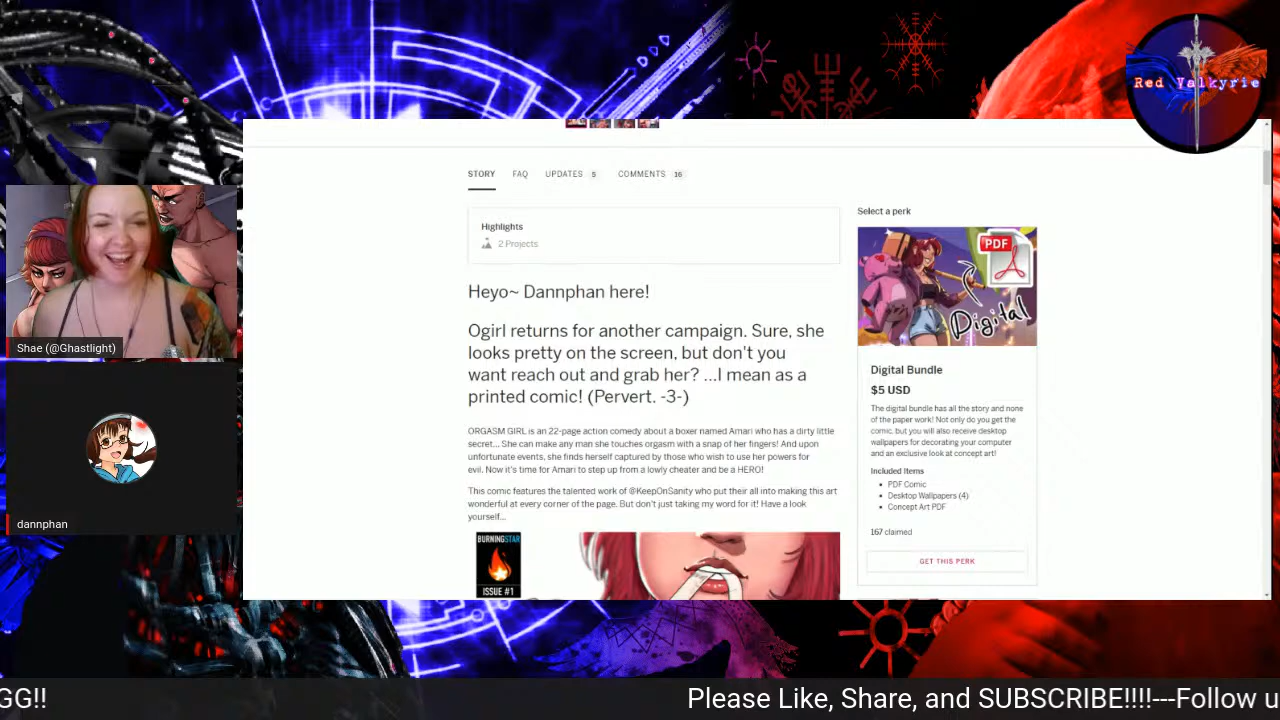 Red Valkyrie
STORY FAQ UPDATES 5 COMMENTS 16
Highlights
2 Projects
Heyo~ Dannphan here!
Ogirl returns for another campaign. Sure, she
looks pretty on the screen, but don't you
want reach out and grab her? ...I mean as a
printed comic! (Pervert. -3-)
ORGASM GIRL is an 22-page action comedy about a boxer named Amari who has a dirty little
secret... She can make any man she touches orgasm with a snap of her fingers! And upon
unfortunate events, she finds herself captured by those who wish to use her powers for
evil. Now it's time for Amari to step up from a lowly cheater and be a HERO!
This comic features the talented work of @KeepOnSanity who put their all into making this art
wonderful at every corner of the page. But don't just taking my word for it! Have a look
yourself...
BURNINGSTAR
ISSUE #1
Select a perk
PDF
Digital
Digital Bundle
$5 USD
The digital bundle has all the story and none
of the paper work! Not only do you get the
comic, but you will also receive desktop
wallpapers for decorating your computer
and an exclusive look at concept art!
Included Items
PDF Comic
Desktop Wallpapers (4)
Concept Art PDF
167 claimed
GET THIS PERK
Shae (@Ghastlight)
dannphan
GG!!
Please Like, Share, and SUBSCRIBE!!!!---Follow u